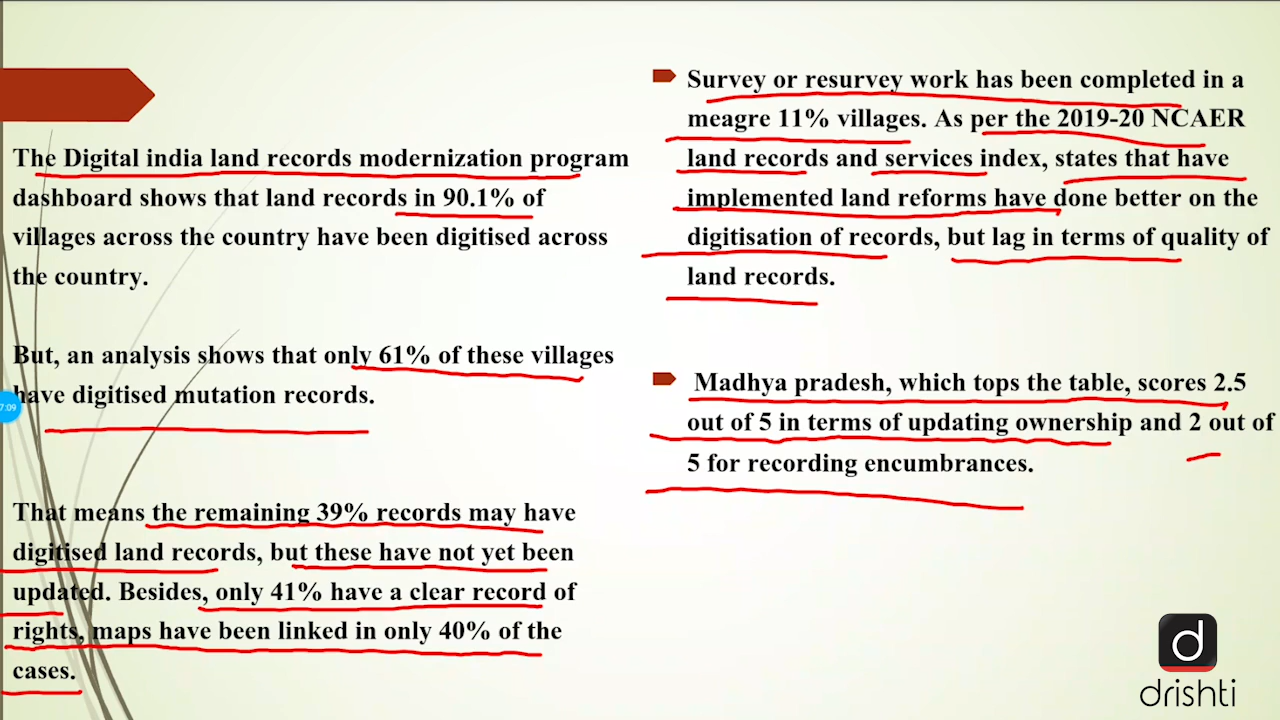 The Digital india land records modernization program
dashboard shows that land records in 90.1% of
villages across the country have been digitised across
the country.
But, an analysis shows that only 61% of these villages
have digitised mutation records.
That means the remaining 39% records may have
digitised land records, but these have not yet been
updated. Besides, only 41% have a clear record of
rights, maps have been linked in only 40% of the
cases.
Survey or resurvey work has been completed in a
meagre 11% villages. As per the 2019-20 NCAER
land records and services index, states that have
implemented land reforms have done better on the
digitisation of records, but lag in terms of quality of
land records.
Madhya pradesh, which tops the table, scores 2.5
out of 5 in terms of updating ownership and 2 out of
5 for recording encumbrances.
7:09
d
drishti